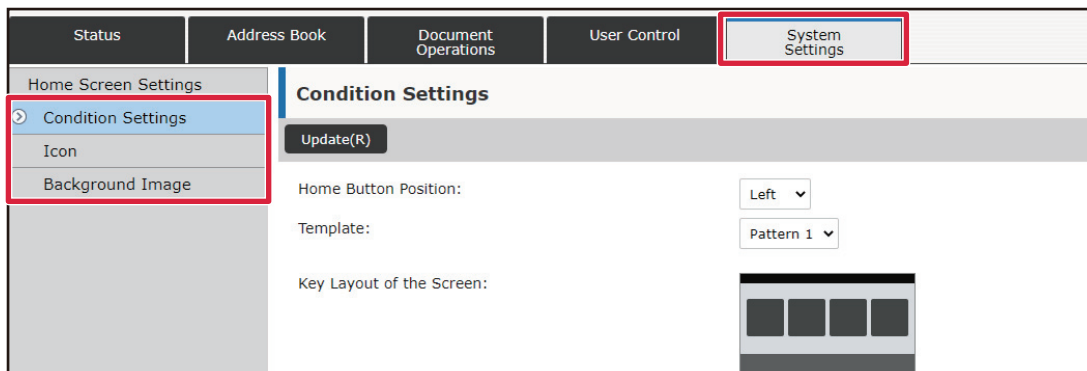 Status
Address Book
Document
Operations
User Control
System
Settings
Home Screen Settings
Condition Settings
Icon
Background Image
Condition Settings
Update(R)
Home Button Position:
Left
Template:
Pattern 1
Key Layout of the Screen: